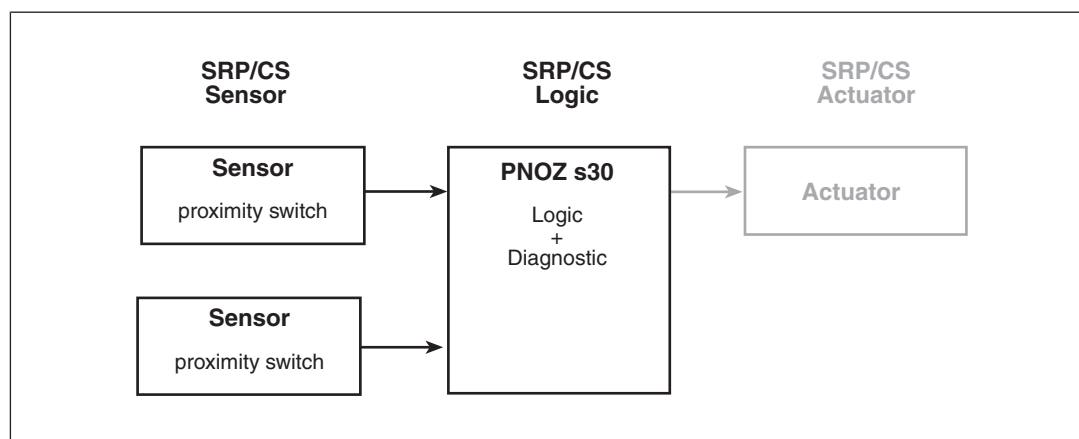 SRP/CS
Sensor
SRP/CS
Logic
SRP/CS
Actuator
Sensor
proximity switch
PNOZ s30
Logic
+
Diagnostic
Actuator
Sensor
proximity switch